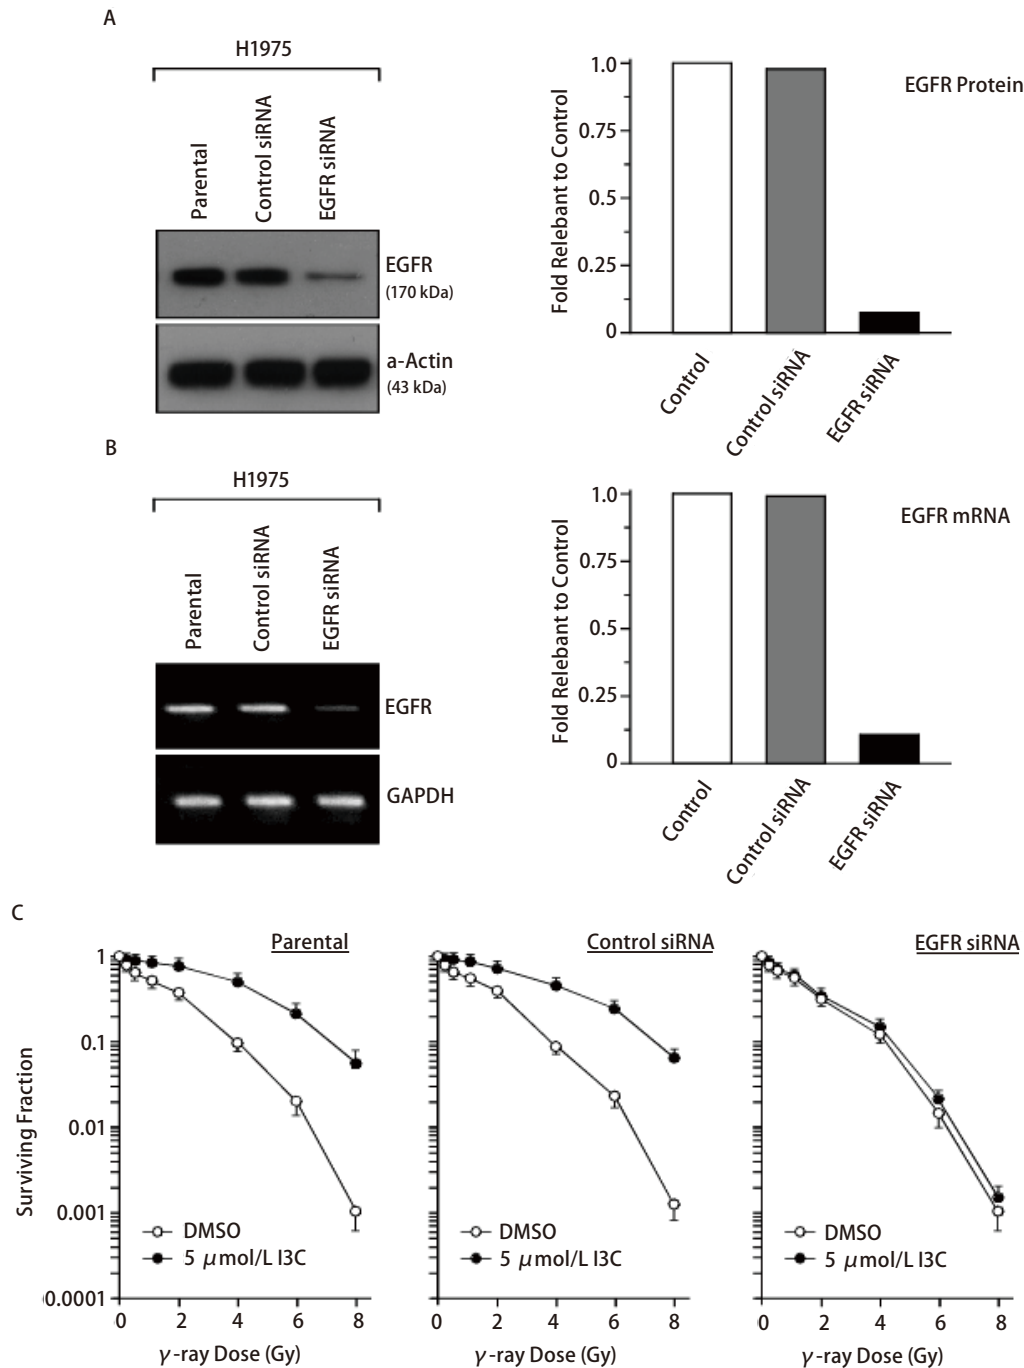 A
H1975
Parental
Control siRNA
EGFR siRNA
EGFR
(170 kDa)
a-Actin
(43 kDa)
Fold Relebant to Control
1.0
0.75
0.5
0.25
0
EGFR Protein
Control
Control siRNA
EGFR siRNA
B
H1975
Parental
Control siRNA
EGFR siRNA
EGFR
GAPDH
Fold Relebant to Control
1.0
0.75
0.5
0.25
0
EGFR mRNA
Control
Control siRNA
EGFR siRNA
C
Surviving Fraction
1
0.1
0.01
0.001
0.0001
Parental
DMSO
5 μmol/L I3C
0 2 4 6 8
γ-ray Dose (Gy)
Control siRNA
DMSO
5 μmol/L I3C
0 2 4 6 8
γ-ray Dose (Gy)
EGFR siRNA
DMSO
5 μmol/L I3C
0 2 4 6 8
γ-ray Dose (Gy)